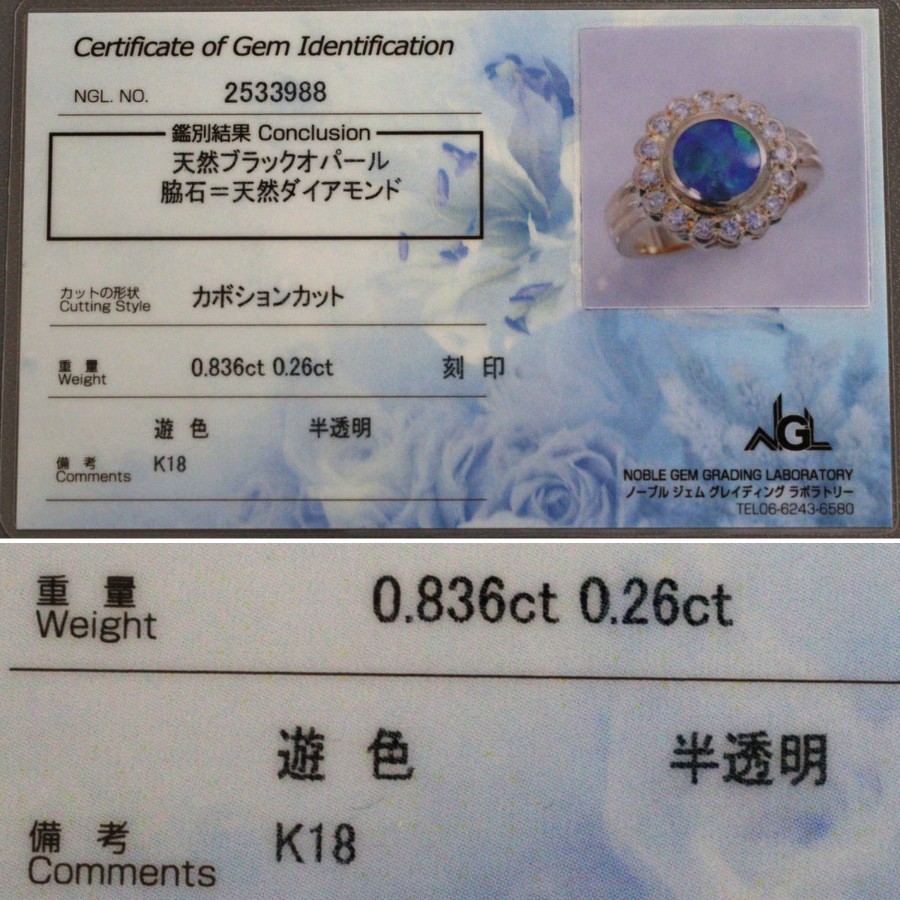 Certificate of Gem Identification
NGL. NO. 2533988
鑑別結果 Conclusion
天然ブラックオパール
脇石=天然ダイアモンド
カットの形状 カボションカット
Cutting Style
重量 0.836ct 0.26ct 刻印
Weight
遊色 半透明
備考 K18
Comments
NGL
NOBLE GEM GRADING LABORATORY
ノーブル ジェム グレイディング ラボラトリー
TEL06-6243-6580
重量 0.836ct 0.26ct
Weight
遊色 半透明
備考 K18
Comments